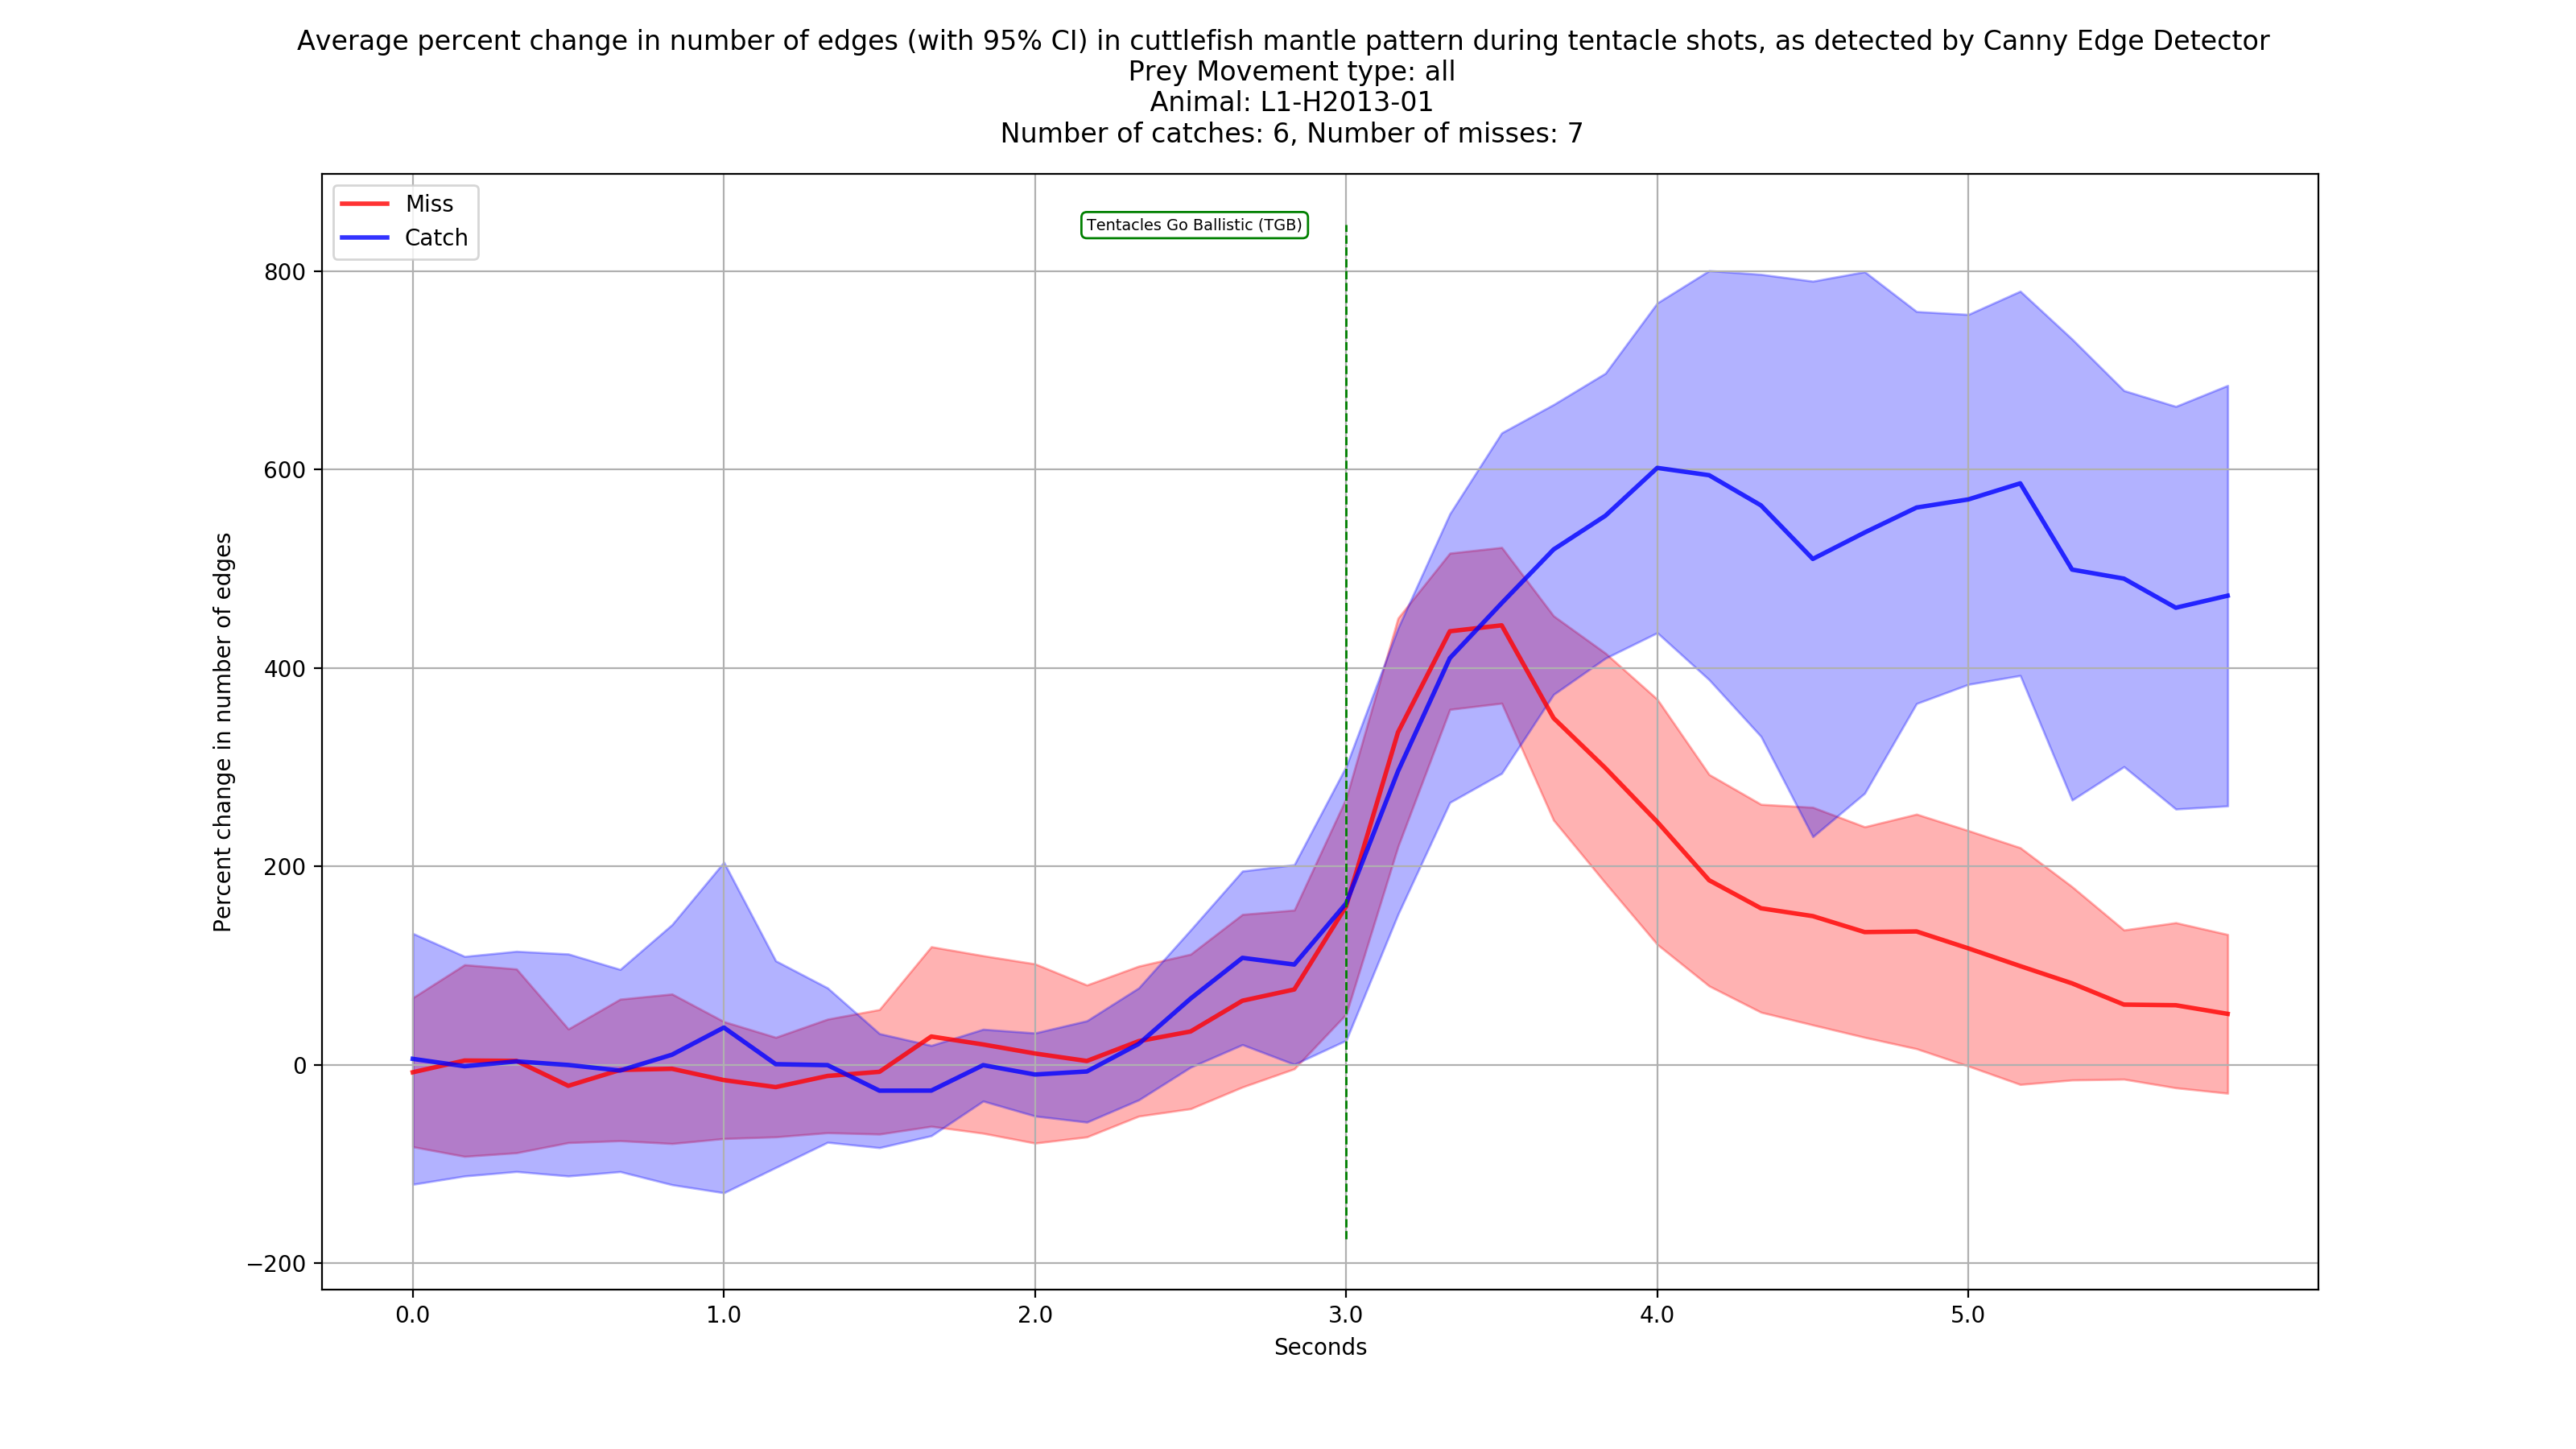 Average percent change in number of edges (with 95% CI) in cuttlefish mantle pattern during tentacle shots, as detected by Canny Edge Detector
Prey Movement type: all
Animal: L1-H2013-01
Number of catches: 6, Number of misses: 7
Miss
Catch
Tentacles Go Ballistic (TGB)
800
600
400
200
0
−200
Percent change in number of edges
0.0 1.0 2.0 3.0 4.0 5.0
Seconds